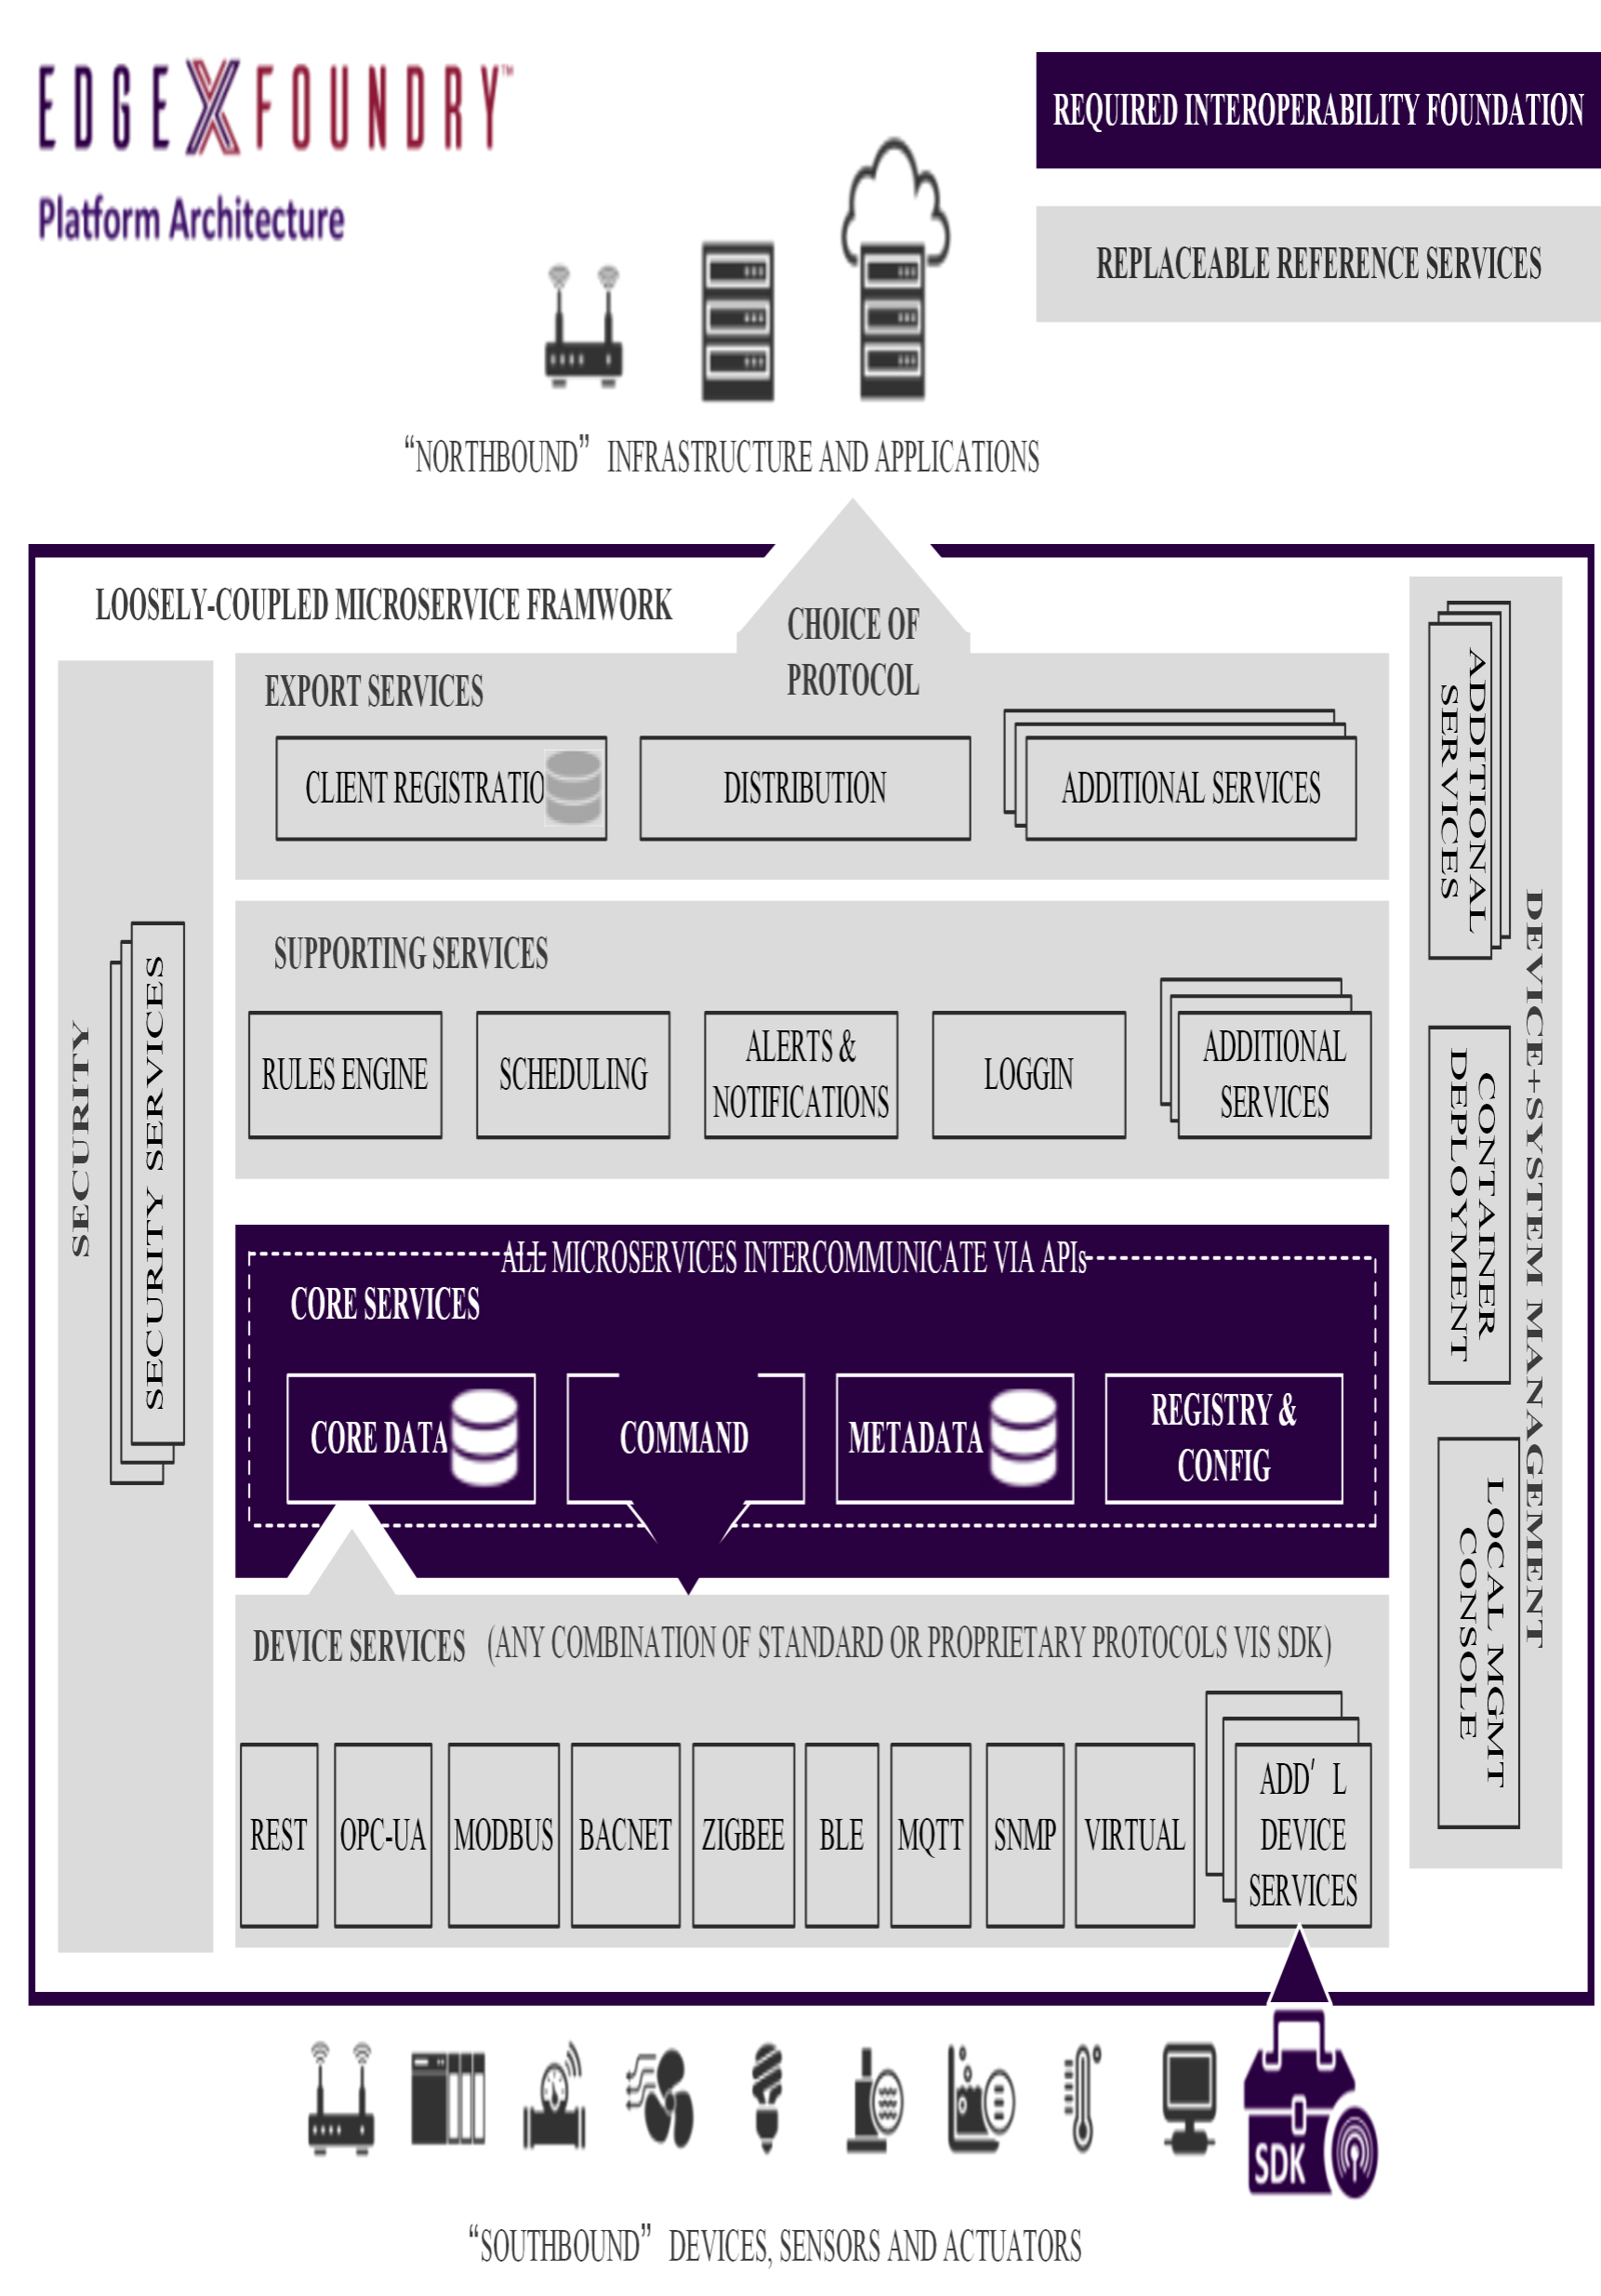 EDGE X FOUNDRY™
Platform Architecture
REQUIRED INTEROPERABILITY FOUNDATION
REPLACEABLE REFERENCE SERVICES
“NORTHBOUND” INFRASTRUCTURE AND APPLICATIONS
LOOSELY-COUPLED MICROSERVICE FRAMWORK
CHOICE OF
PROTOCOL
EXPORT SERVICES
CLIENT REGISTRATIO
DISTRIBUTION
ADDITIONAL SERVICES
SUPPORTING SERVICES
RULES ENGINE
SCHEDULING
ALERTS &
NOTIFICATIONS
LOGGIN
ADDITIONAL
SERVICES
SECURITY
SECURITY SERVICES
ALL MICROSERVICES INTERCOMMUNICATE VIA APIs
CORE SERVICES
CORE DATA
COMMAND
METADATA
REGISTRY &
CONFIG
DEVICE SERVICES (ANY COMBINATION OF STANDARD OR PROPRIETARY PROTOCOLS VIS SDK)
REST
OPC-UA
MODBUS
BACNET
ZIGBEE
BLE
MQTT
SNMP
VIRTUAL
ADD'L
DEVICE
SERVICES
ADDITIONAL
SERVICES
CONTAINER
DEPLOYMENT
LOCAL MGMT
CONSOLE
DEVICE+SYSTEM MANAGEMENT
SDK
“SOUTHBOUND” DEVICES, SENSORS AND ACTUATORS